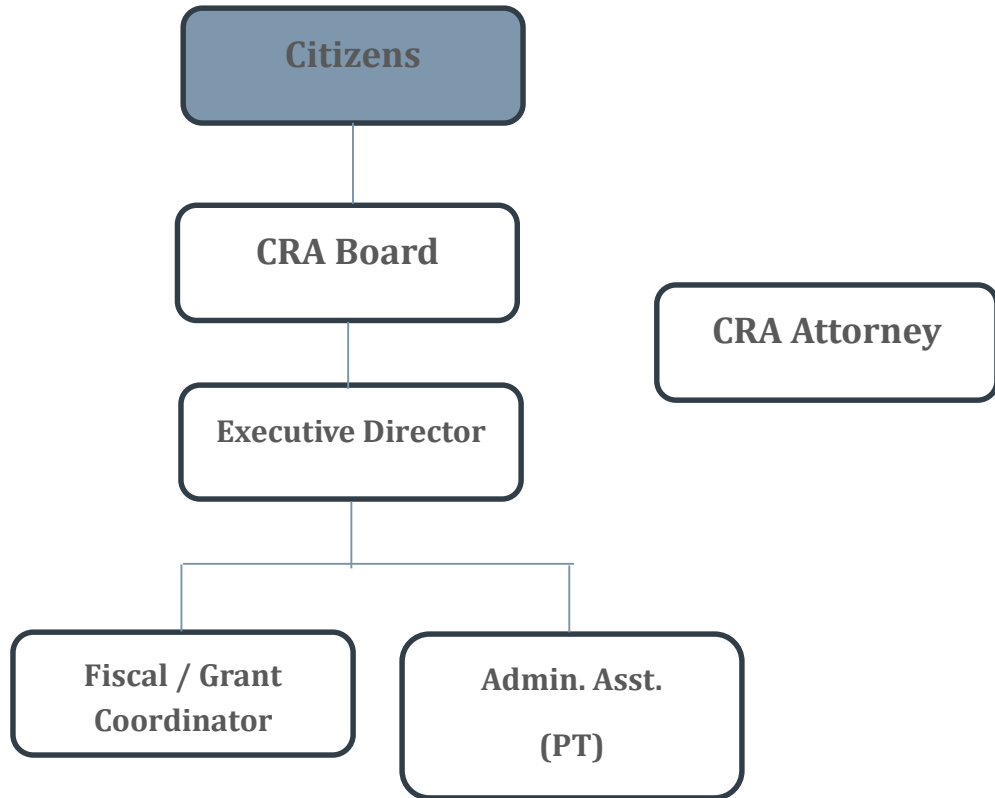 Citizens
CRA Board
CRA Attorney
Executive Director
Fiscal / Grant
Coordinator
Admin. Asst.
(PT)